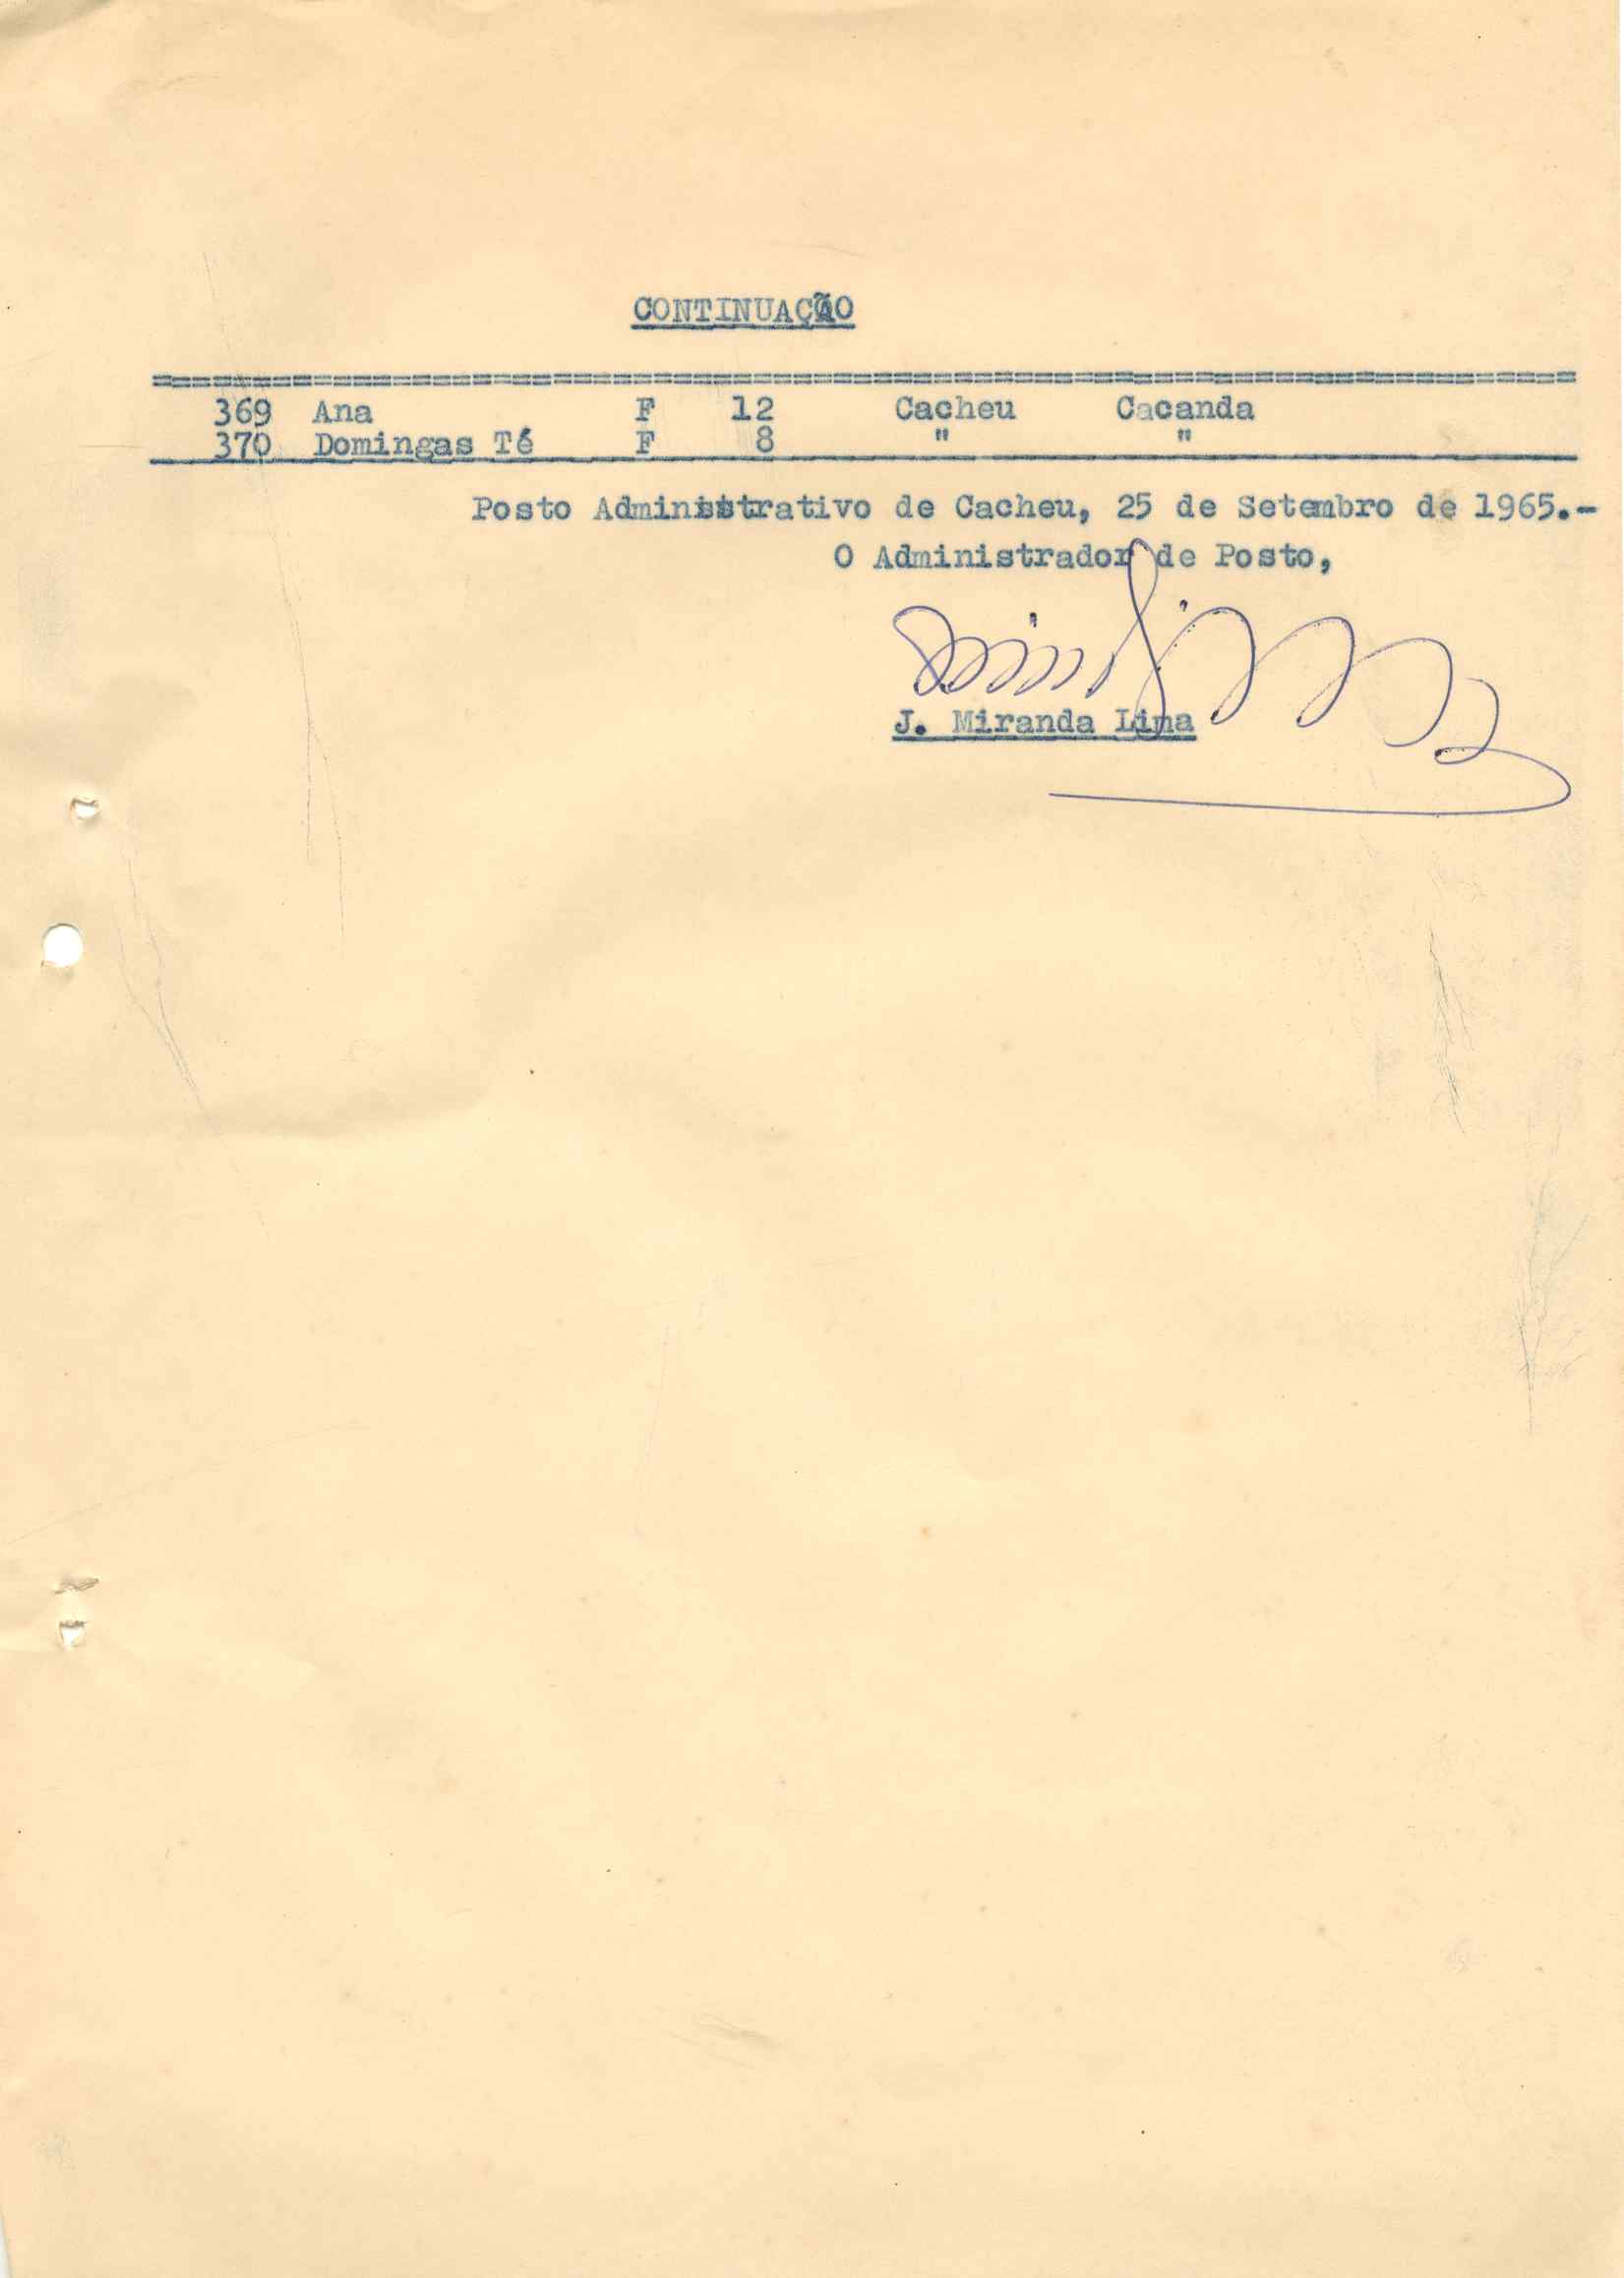 CONTINUAÇÃO
========================================================================
369 Ana F 12 Cacheu Cacanda
370 Domingas Té F 8 " "
Posto Administrativo de Cacheu, 25 de Setembro de 1965.-
O Administrador de Posto,
J. Miranda Lima